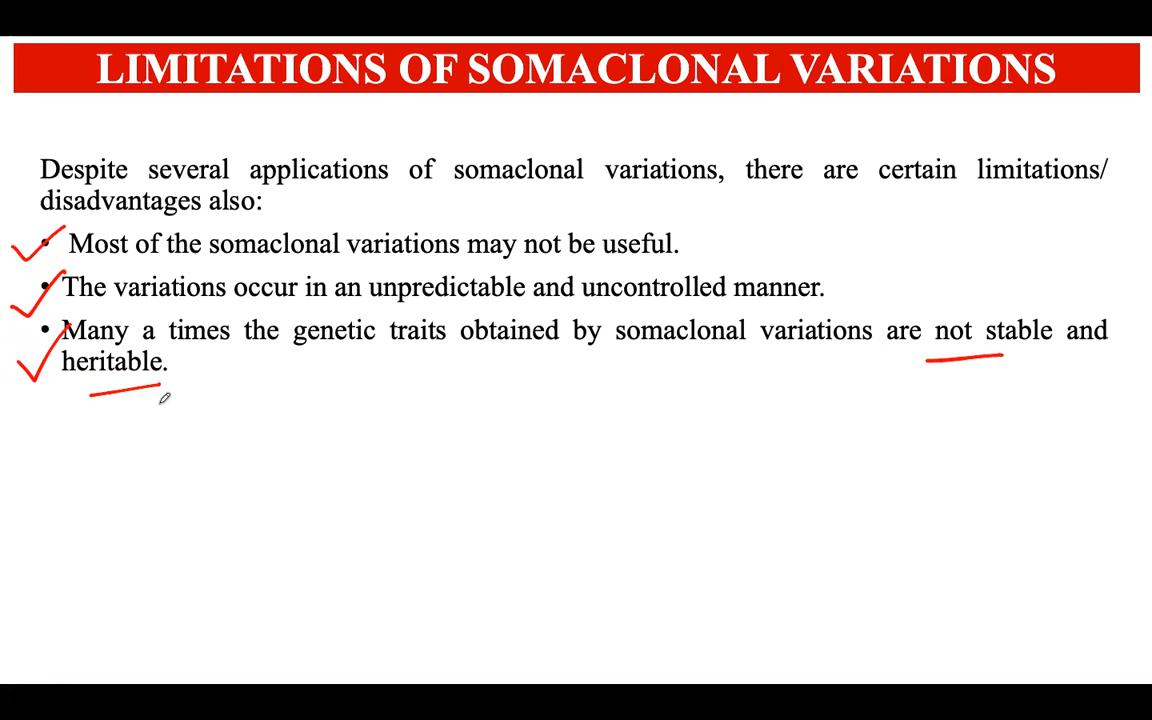 LIMITATIONS OF SOMACLONAL VARIATIONS
Despite several applications of somaclonal variations, there are certain limitations/
disadvantages also:
• Most of the somaclonal variations may not be useful.
• The variations occur in an unpredictable and uncontrolled manner.
• Many a times the genetic traits obtained by somaclonal variations are not stable and
heritable.